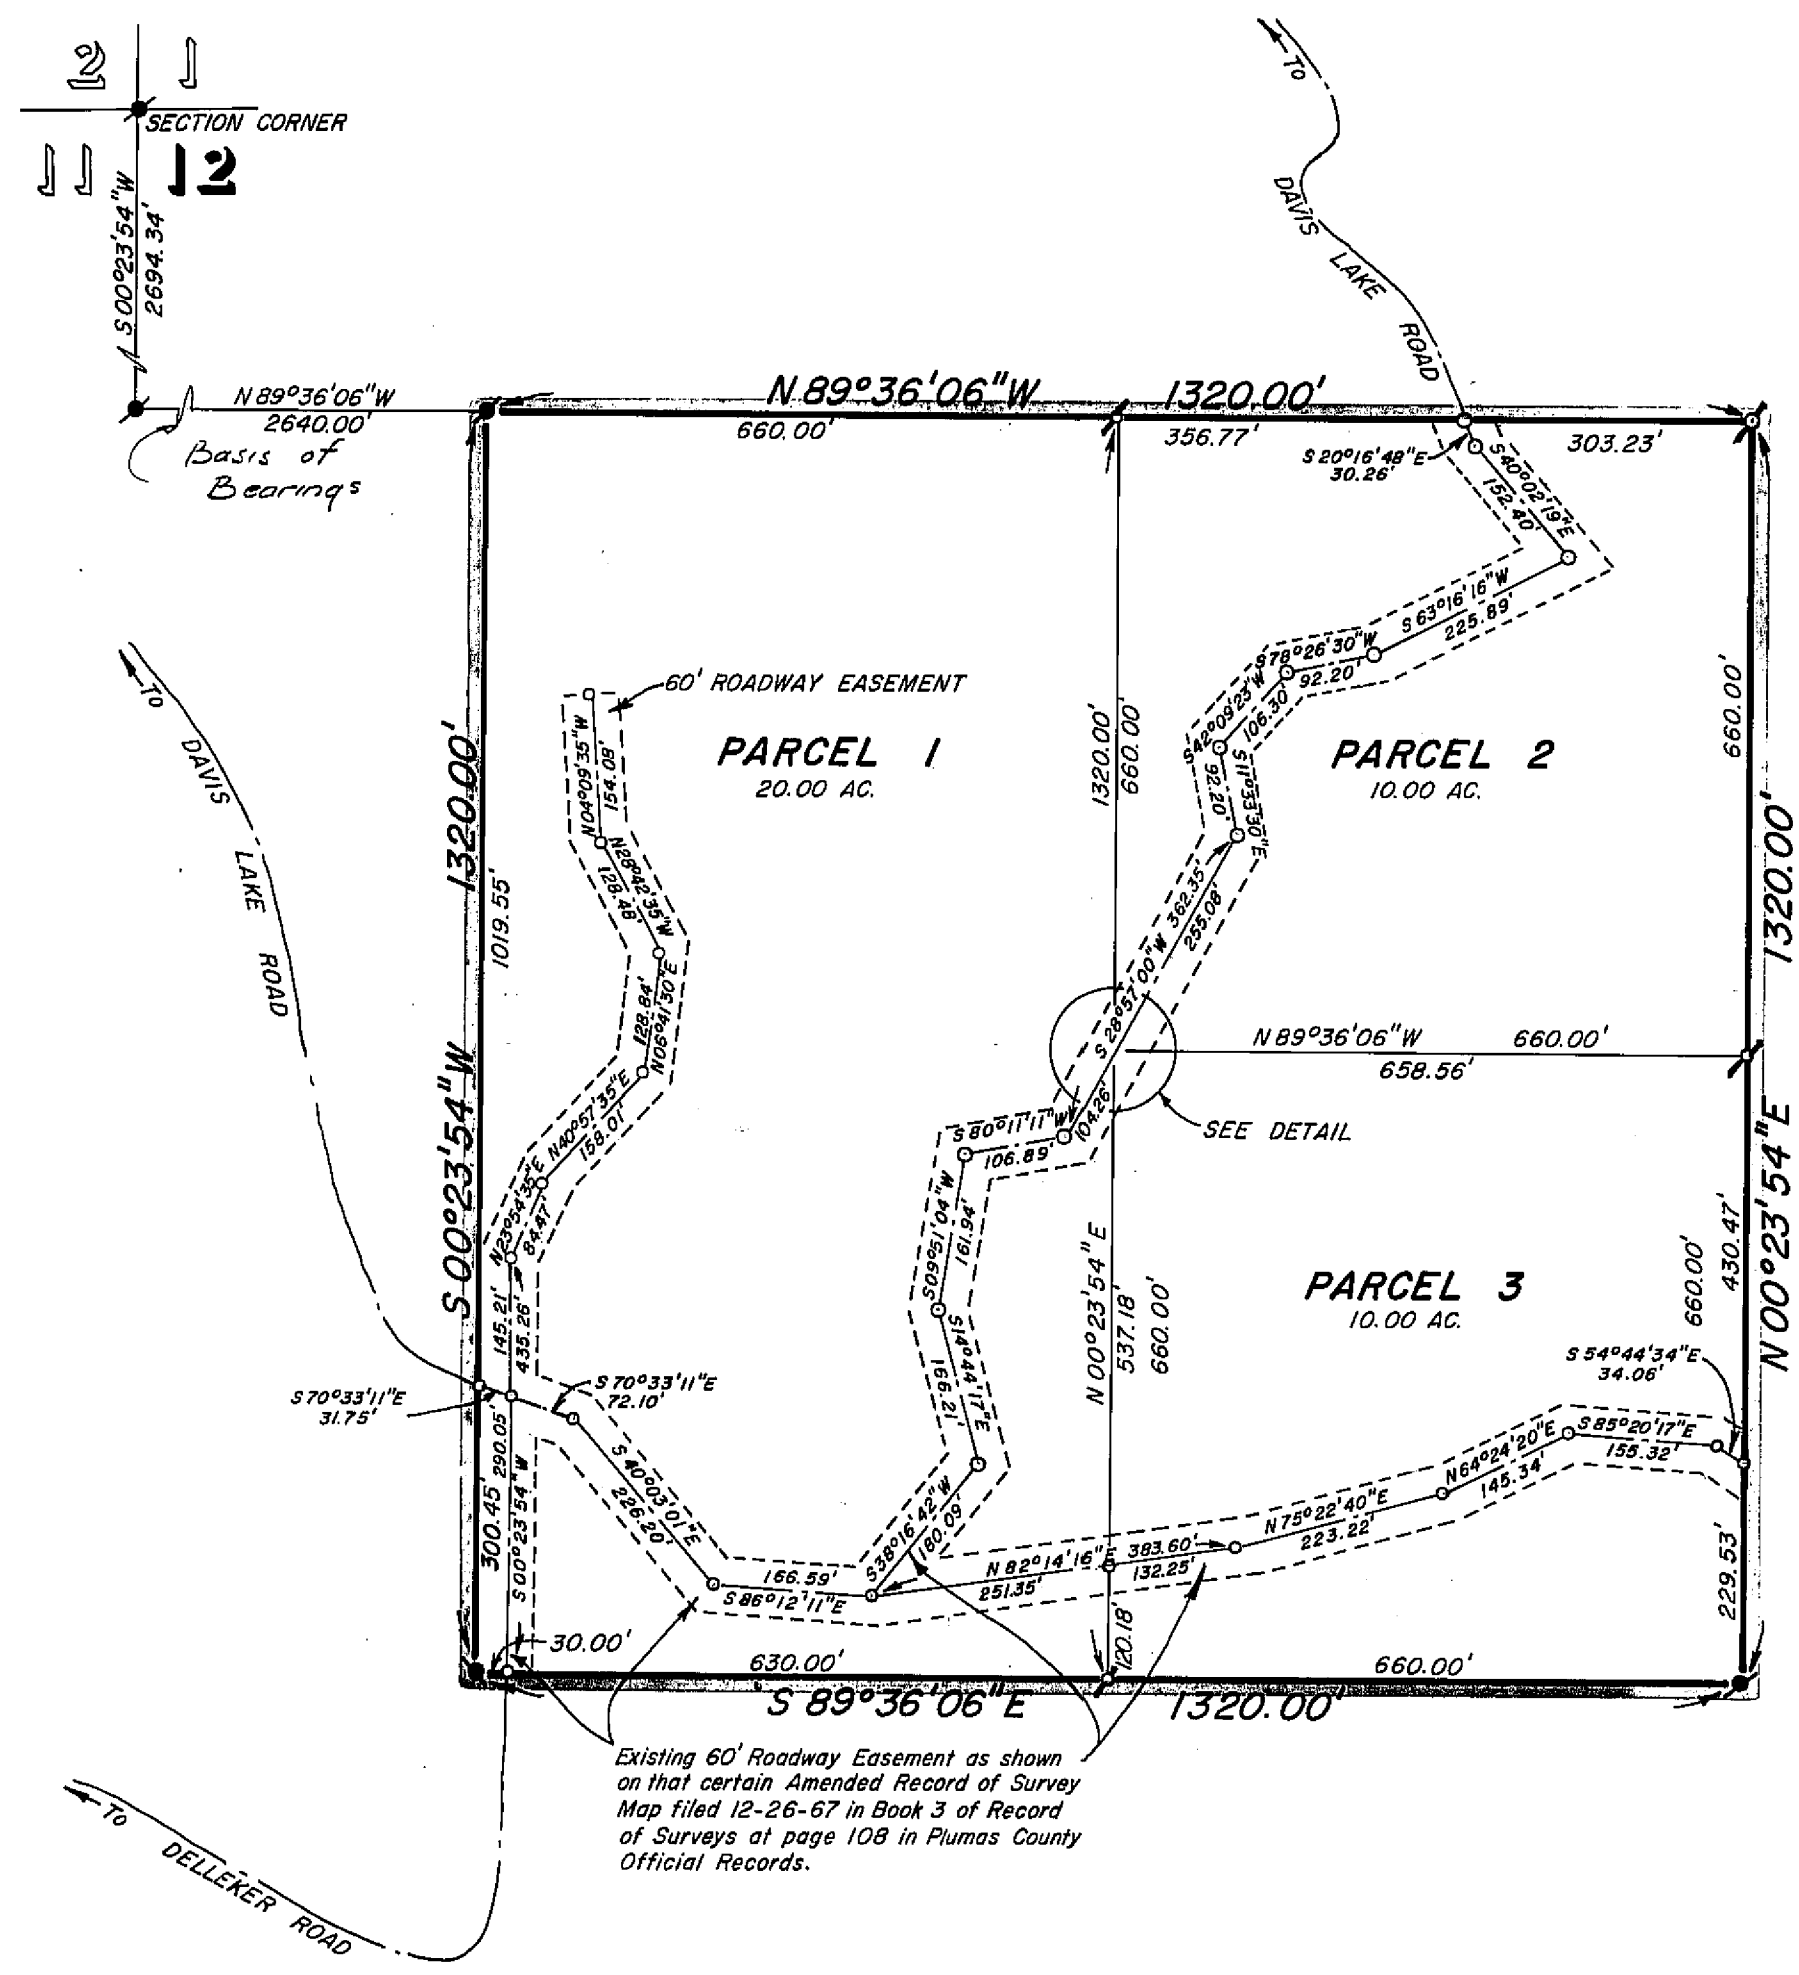 2 1
SECTION CORNER
11 12
S 00°23'54"W
2694.34'
N 89°36'06"W
2640.00'
Basis of
Bearings
To
DAVIS LAKE ROAD
N 89°36'06"W 1320.00'
660.00'
356.77'
303.23'
S 20°16'48"E
30.26'
S 40°02'19"E
152.40'
S 63°16'16"W
225.89'
S 78°26'30"W
92.20'
S 42°09'23"W
106.30'
S 11°33'30"E
92.20'
60' ROADWAY EASEMENT
PARCEL 1
20.00 AC.
PARCEL 2
10.00 AC.
1320.00'
660.00'
660.00'
1320.00'
N 00°23'54"E
To
DAVIS LAKE ROAD
1320.00'
S 00°23'54"W
1019.55'
N04°09'35"W
154.08'
N28°42'35"W
128.48'
N06°41'30"E
128.84'
N40°57'35"E
158.01'
N23°54'35"E
84.47'
S 28°57'00"W 362.35'
255.08'
104.26'
N 89°36'06"W 660.00'
658.56'
SEE DETAIL
S 80°11'11"W
106.89'
S09°51'04"W
161.94'
S14°44'17"E
166.21'
S38°16'42"W
180.09'
N 00°23'54"E
537.18'
660.00'
PARCEL 3
10.00 AC.
660.00'
430.47'
S 54°44'34"E
34.06'
145.21'
435.26'
S 70°33'11"E
31.75'
S 70°33'11"E
72.10'
300.45'
290.05'
S 00°23'54"W
S 40°03'01"E
226.20'
166.59'
S 86°12'11"E
N 82°14'16"E 383.60'
251.35' 132.25'
N 75°22'40"E
223.22'
N64°24'20"E
145.34'
S 85°20'17"E
155.32'
229.53'
120.18'
30.00'
630.00'
660.00'
S 89°36'06"E 1320.00'
Existing 60' Roadway Easement as shown
on that certain Amended Record of Survey
Map filed 12-26-67 in Book 3 of Record
of Surveys at page 108 in Plumas County
Official Records.
To
DELLEKER ROAD